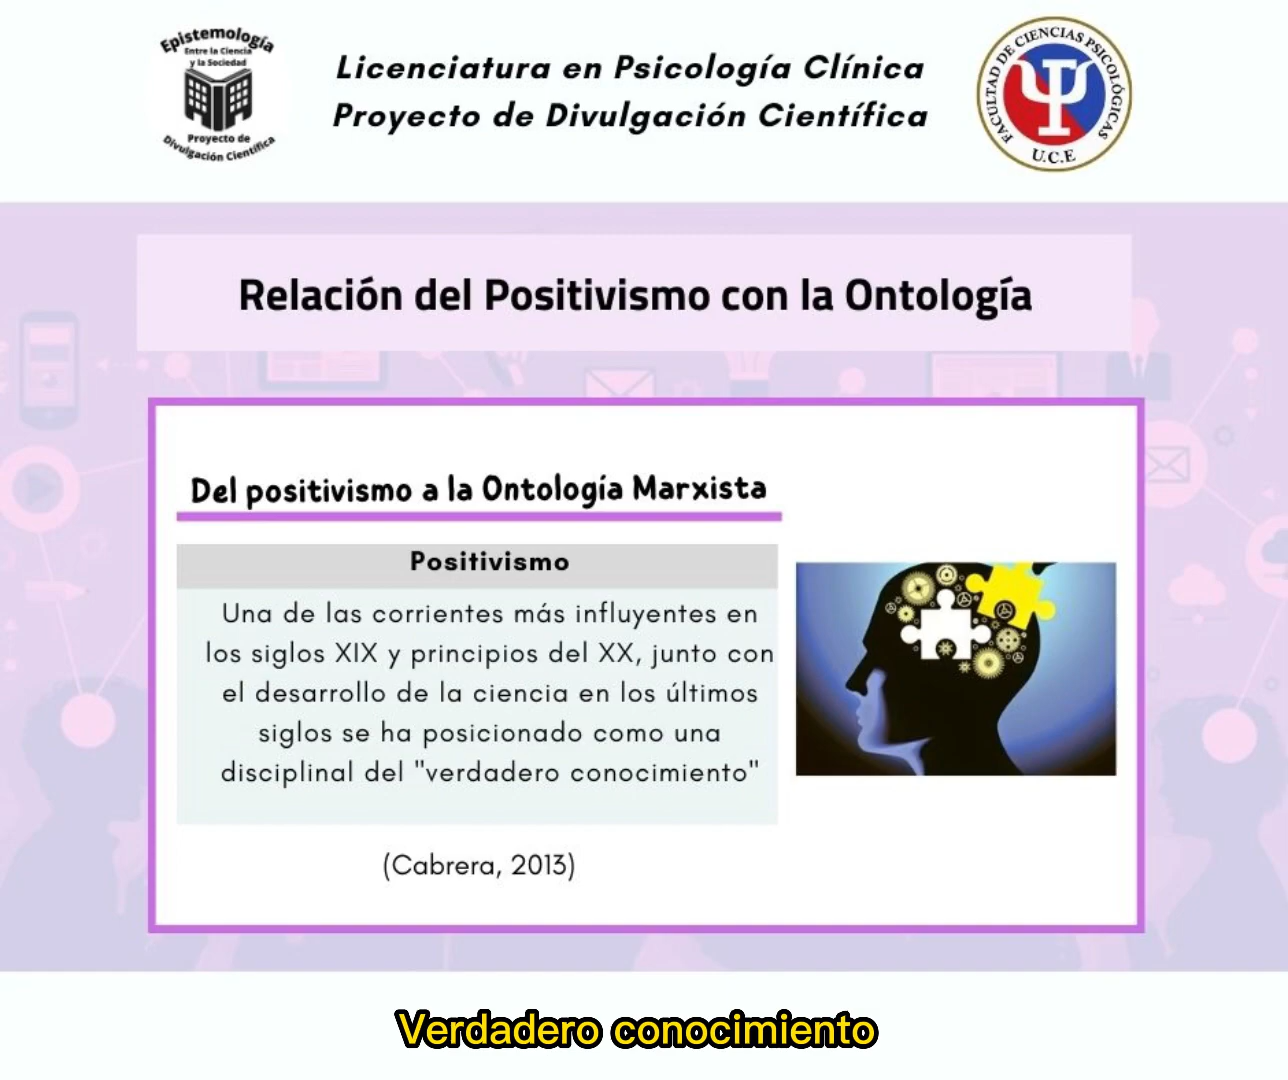 Epistemología
Entre la Ciencia
y la Sociedad
Proyecto de
Divulgación Científica
Licenciatura en Psicología Clínica
Proyecto de Divulgación Científica
FACULTAD DE CIENCIAS PSICOLÓGICAS
U.C.E
Relación del Positivismo con la Ontología
Del positivismo a la Ontología Marxista
Positivismo
Una de las corrientes más influyentes en
los siglos XIX y principios del XX, junto con
el desarrollo de la ciencia en los últimos
siglos se ha posicionado como una
disciplinal del "verdadero conocimiento"
(Cabrera, 2013)
Verdadero conocimiento